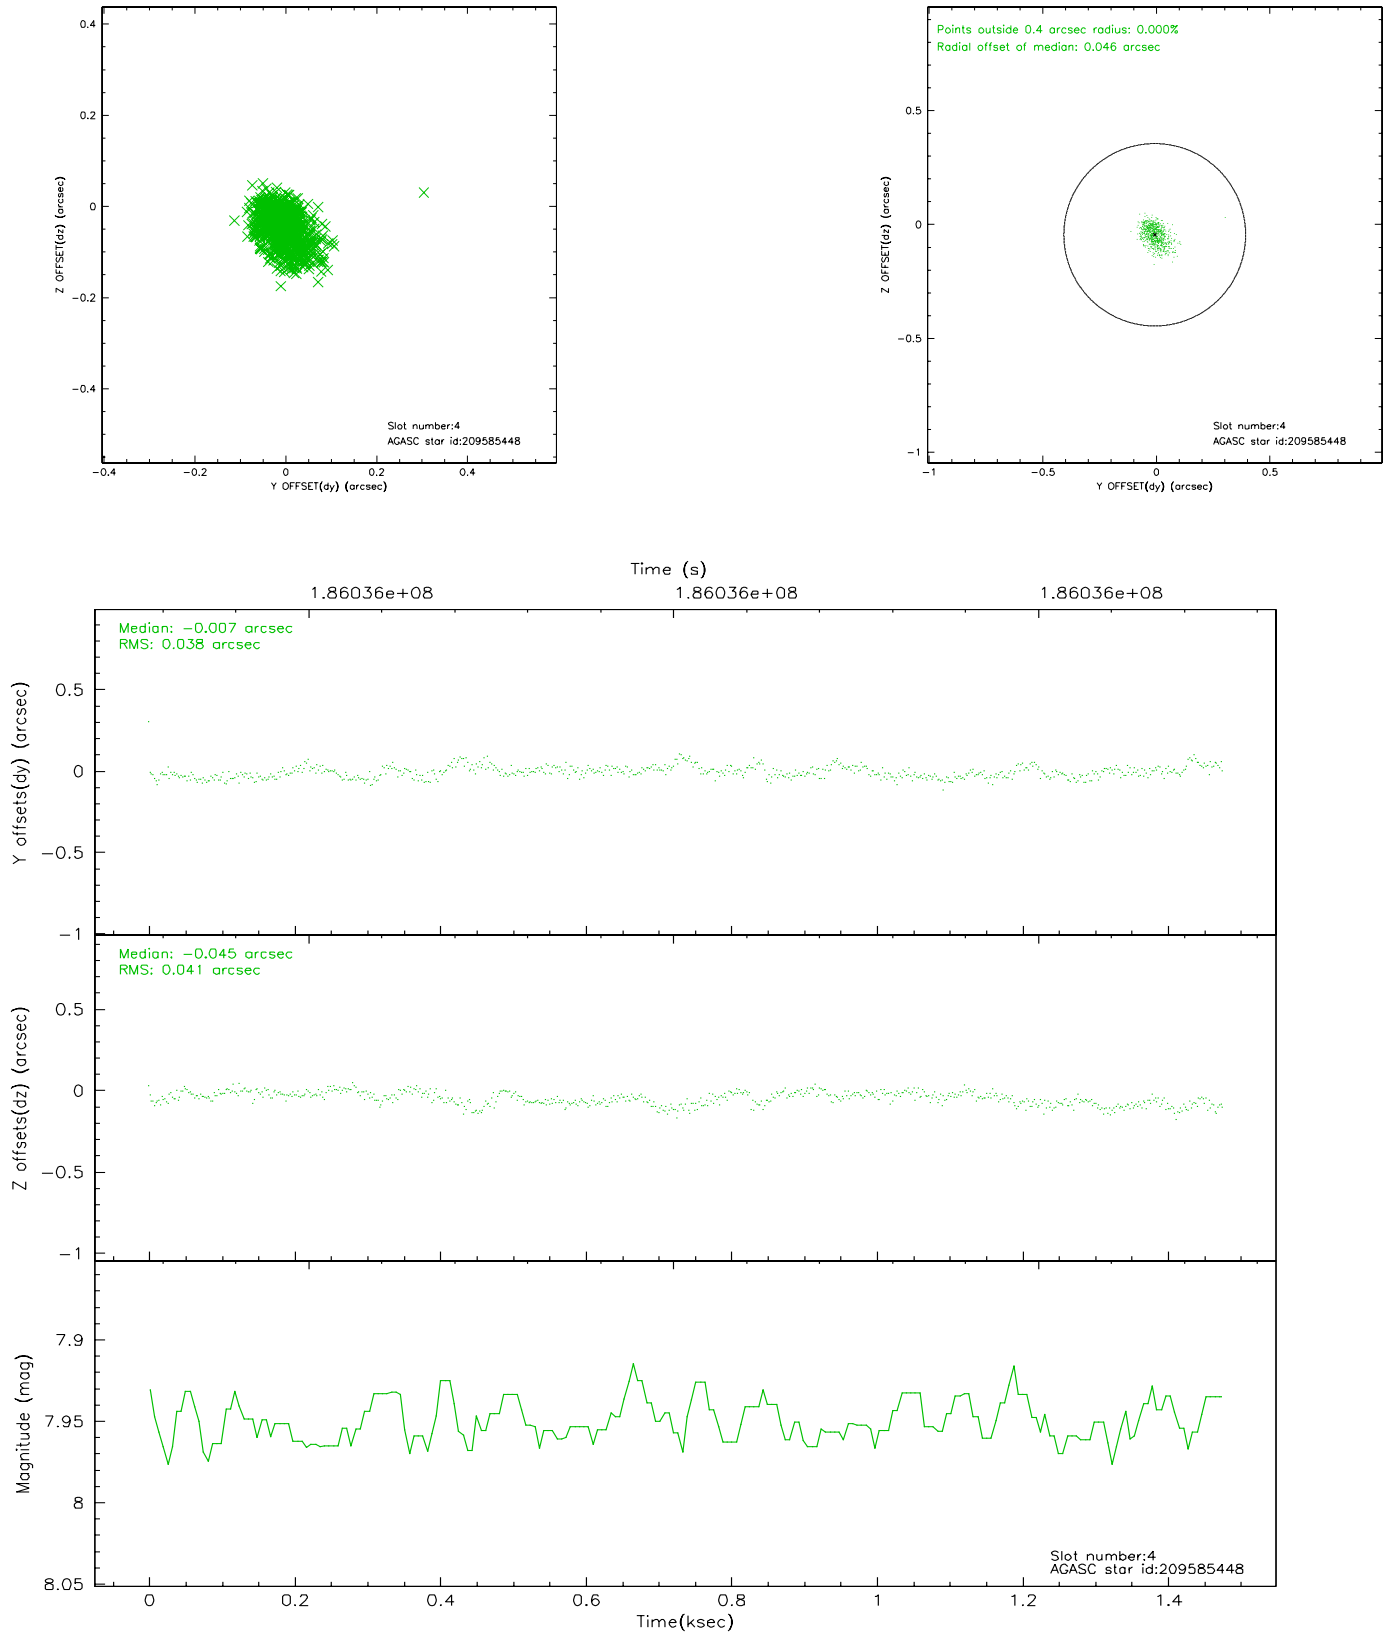 0.4
0.2
0
−0.2
−0.4
Z OFFSET(dz) (arcsec)
Slot number:4
AGASC star id:209585448
−0.4
−0.2
0
0.2
0.4
Y OFFSET(dy) (arcsec)
Points outside 0.4 arcsec radius: 0.000%
Radial offset of median: 0.046 arcsec
0.5
0
−0.5
−1
Z OFFSET(dz) (arcsec)
Slot number:4
AGASC star id:209585448
−1
−0.5
0
0.5
Y OFFSET(dy) (arcsec)
Time (s)
1.86036e+08
1.86036e+08
1.86036e+08
Median: −0.007 arcsec
RMS: 0.038 arcsec
0.5
0
−0.5
−1
Y offsets(dy) (arcsec)
Median: −0.045 arcsec
RMS: 0.041 arcsec
0.5
0
−0.5
−1
Z offsets(dz) (arcsec)
7.9
7.95
8
8.05
Magnitude (mag)
Slot number:4
AGASC star id:209585448
0
0.2
0.4
0.6
0.8
1
1.2
1.4
Time(ksec)